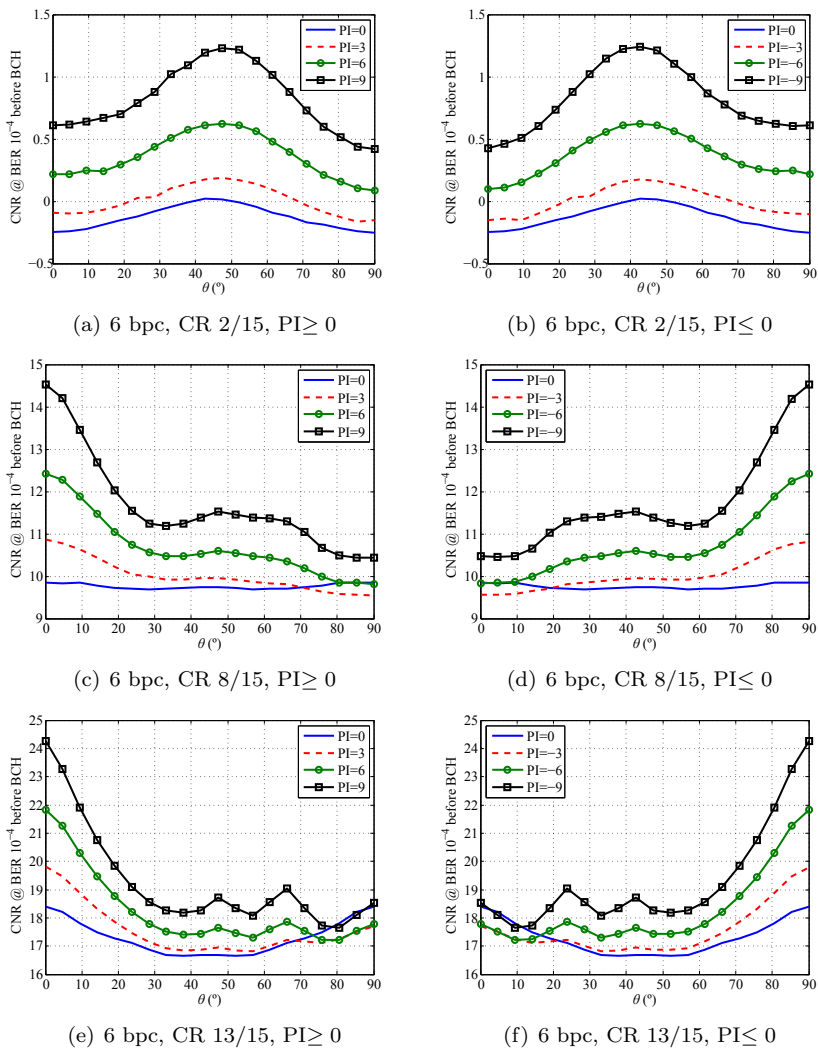 1.5
1
0.5
0
−0.5
CNR @ BER 10⁻⁴ before BCH
0 10 20 30 40 50 60 70 80 90
θ (º)
PI=0
PI=3
PI=6
PI=9
(a) 6 bpc, CR 2/15, PI≥ 0
1.5
1
0.5
0
−0.5
CNR @ BER 10⁻⁴ before BCH
0 10 20 30 40 50 60 70 80 90
θ (º)
PI=0
PI=−3
PI=−6
PI=−9
(b) 6 bpc, CR 2/15, PI≤ 0
15
14
13
12
11
10
9
CNR @ BER 10⁻⁴ before BCH
0 10 20 30 40 50 60 70 80 90
θ (º)
PI=0
PI=3
PI=6
PI=9
(c) 6 bpc, CR 8/15, PI≥ 0
15
14
13
12
11
10
9
CNR @ BER 10⁻⁴ before BCH
0 10 20 30 40 50 60 70 80 90
θ (º)
PI=0
PI=−3
PI=−6
PI=−9
(d) 6 bpc, CR 8/15, PI≤ 0
25
24
23
22
21
20
19
18
17
16
CNR @ BER 10⁻⁴ before BCH
0 10 20 30 40 50 60 70 80 90
θ (º)
PI=0
PI=3
PI=6
PI=9
(e) 6 bpc, CR 13/15, PI≥ 0
25
24
23
22
21
20
19
18
17
16
CNR @ BER 10⁻⁴ before BCH
0 10 20 30 40 50 60 70 80 90
θ (º)
PI=0
PI=−3
PI=−6
PI=−9
(f) 6 bpc, CR 13/15, PI≤ 0